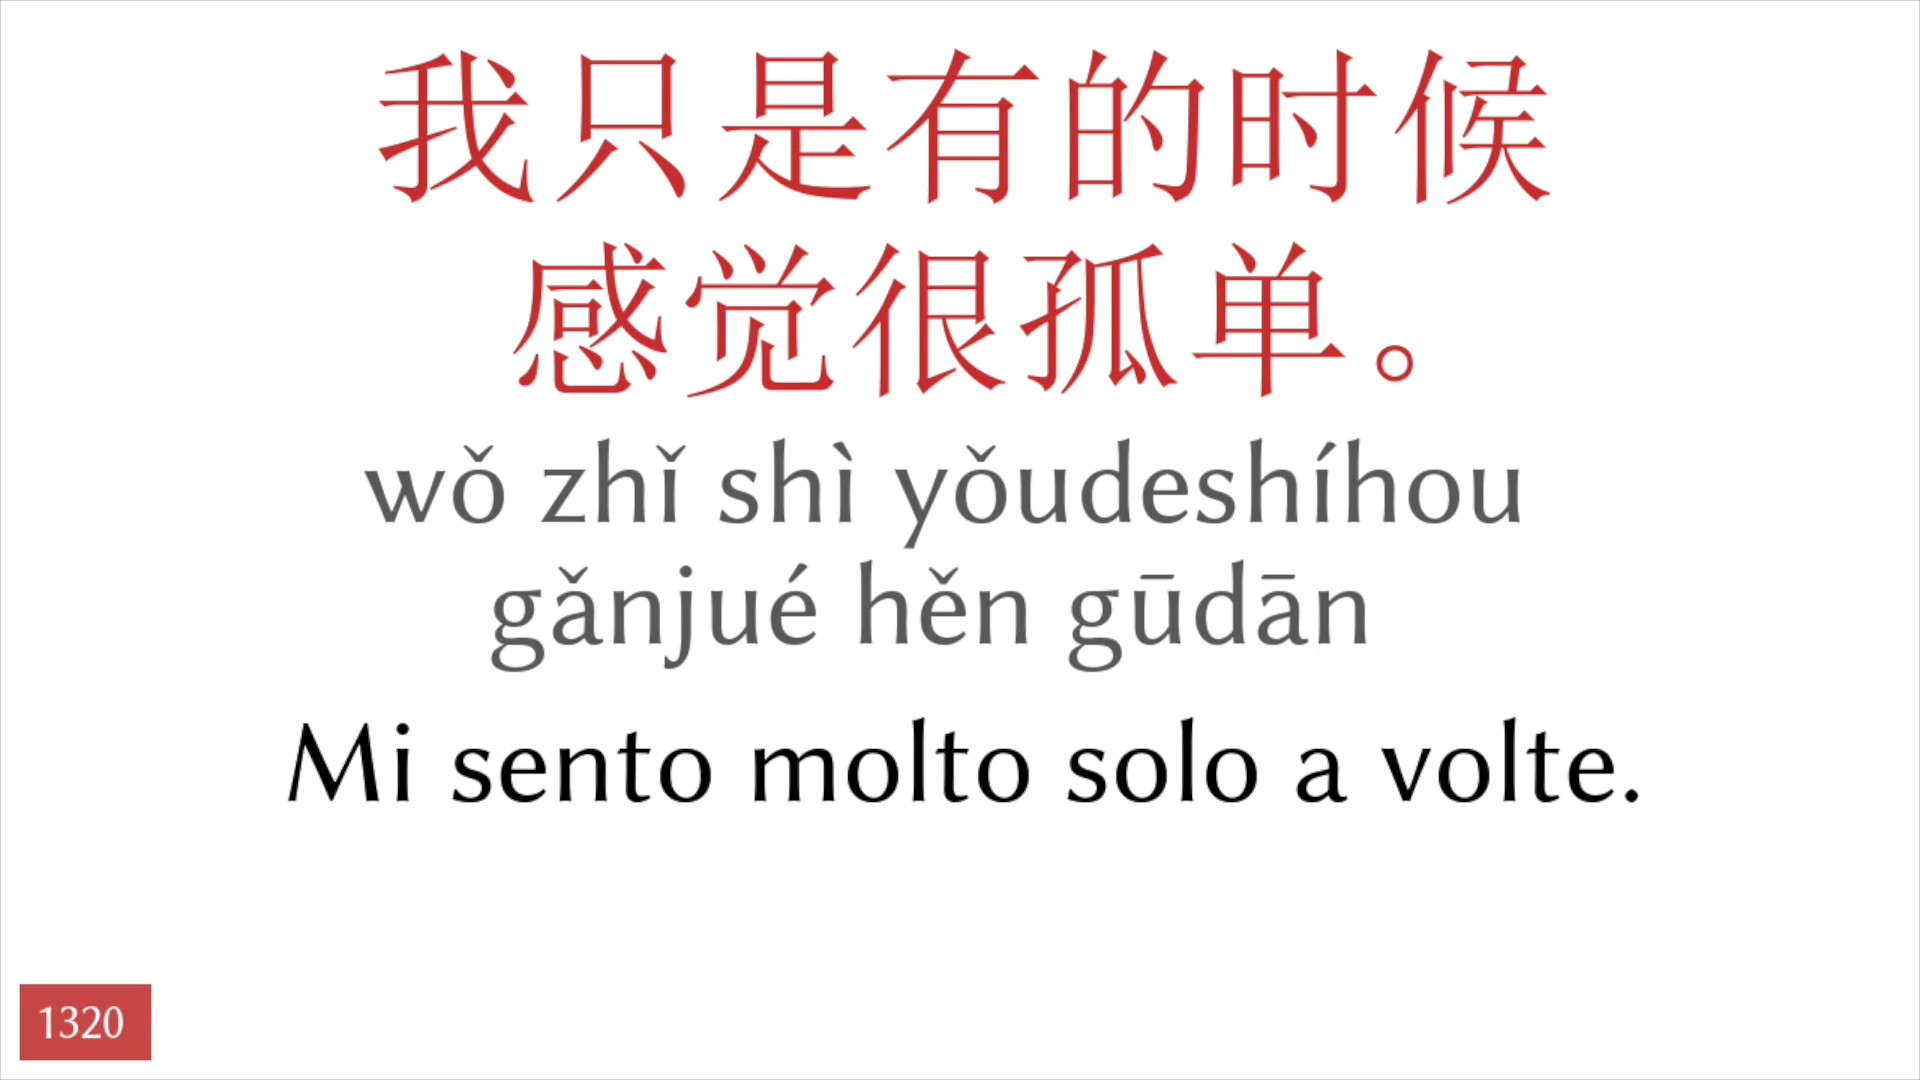 我只是有的时候
感觉很孤单。
wǒ zhǐ shì yǒudeshíhou
gǎnjué hěn gūdān
Mi sento molto solo a volte.
1320